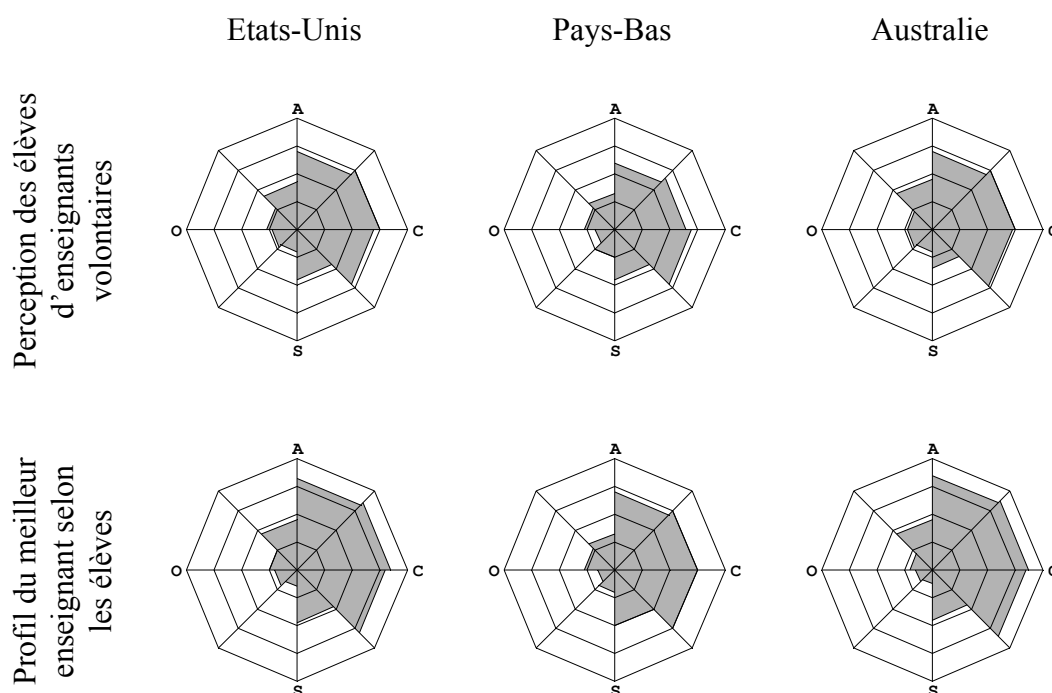 Etats-Unis
Pays-Bas
Australie
Perception des élèves
d’enseignants
volontaires
A
O
C
S
A
O
C
S
A
O
C
S
Profil du meilleur
enseignant selon
les élèves
A
O
C
S
A
O
C
S
A
O
C
S